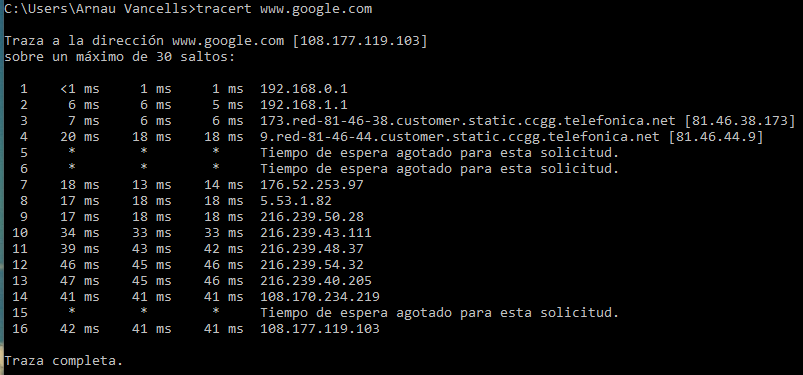 C:\Users\Arnau Vancells>tracert www.google.com
Traza a la dirección www.google.com [108.177.119.103]
sobre un máximo de 30 saltos:
1 <1 ms 1 ms 1 ms 192.168.0.1
2 6 ms 6 ms 5 ms 192.168.1.1
3 7 ms 6 ms 6 ms 173.red-81-46-38.customer.static.ccgg.telefonica.net [81.46.38.173]
4 20 ms 18 ms 18 ms 9.red-81-46-44.customer.static.ccgg.telefonica.net [81.46.44.9]
5 * * * Tiempo de espera agotado para esta solicitud.
6 * * * Tiempo de espera agotado para esta solicitud.
7 18 ms 13 ms 14 ms 176.52.253.97
8 17 ms 18 ms 18 ms 5.53.1.82
9 17 ms 18 ms 18 ms 216.239.50.28
10 34 ms 33 ms 33 ms 216.239.43.111
11 39 ms 43 ms 42 ms 216.239.48.37
12 46 ms 45 ms 46 ms 216.239.54.32
13 47 ms 45 ms 46 ms 216.239.40.205
14 41 ms 41 ms 41 ms 108.170.234.219
15 * * * Tiempo de espera agotado para esta solicitud.
16 42 ms 41 ms 41 ms 108.177.119.103
Traza completa.